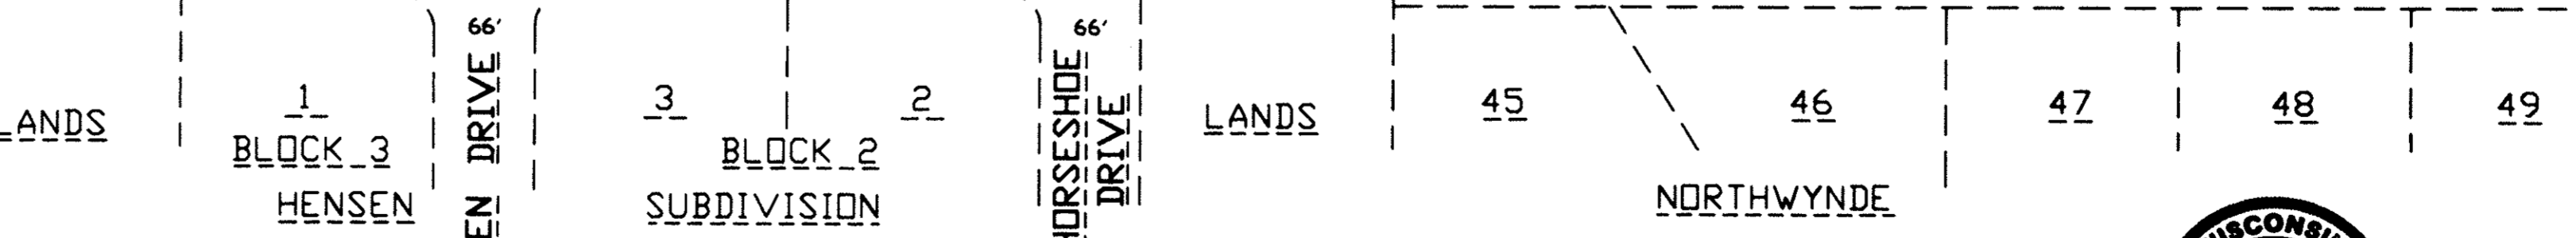 66'
66'
DRIVE
HORSESHOE
DRIVE
1
3
2
LANDS
45
46
47
48
49
BLOCK 3
BLOCK 2
HENSEN
SUBDIVISION
NORTHWYNDE